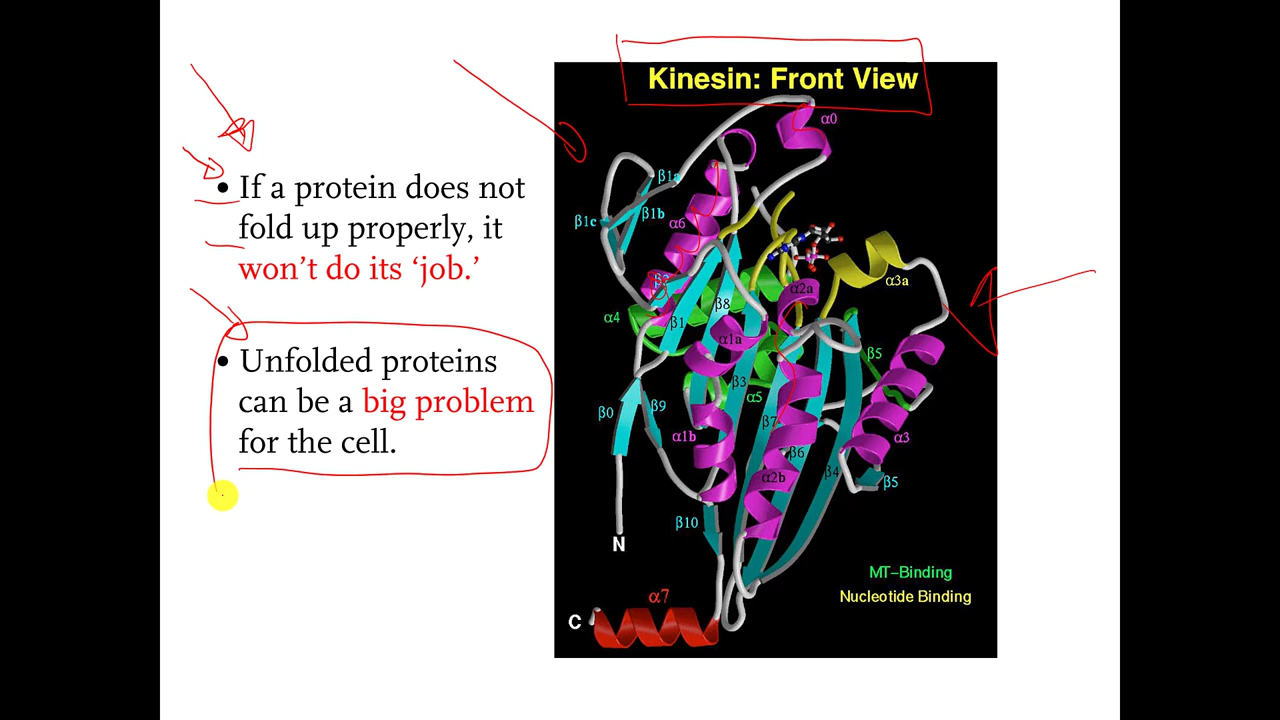 Kinesin: Front View
• If a protein does not
fold up properly, it
won't do its 'job.'
• Unfolded proteins
can be a big problem
for the cell.
α0
β1a
β1b
β1c
α6
β2
α2a
α3a
α4
β1
β8
α1a
β5
β3
α5
β0
β9
β7
α1b
α3
β6
β4
α2b
β5
β10
N
MT-Binding
Nucleotide Binding
α7
C